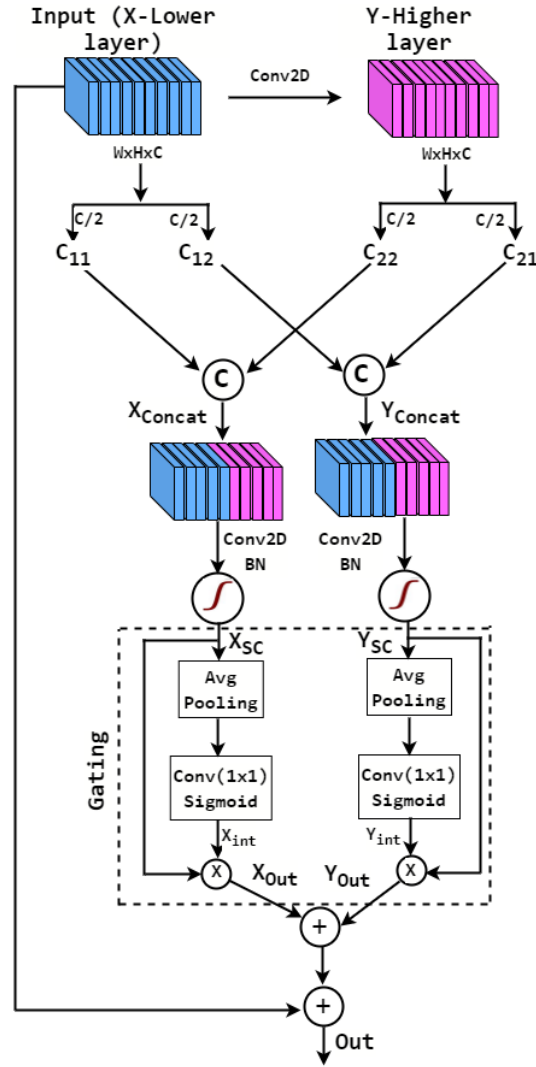 Input (X-Lower
layer)
Y-Higher
layer
Conv2D
WxHxC
WxHxC
C/2
C/2
C/2
C/2
C11
C12
C22
C21
C
C
XConcat
YConcat
Conv2D
BN
Conv2D
BN
XSC
YSC
Avg
Pooling
Avg
Pooling
Gating
Conv(1x1)
Sigmoid
Conv(1x1)
Sigmoid
Xint
Yint
X
XOut
YOut
X
+
+
Out